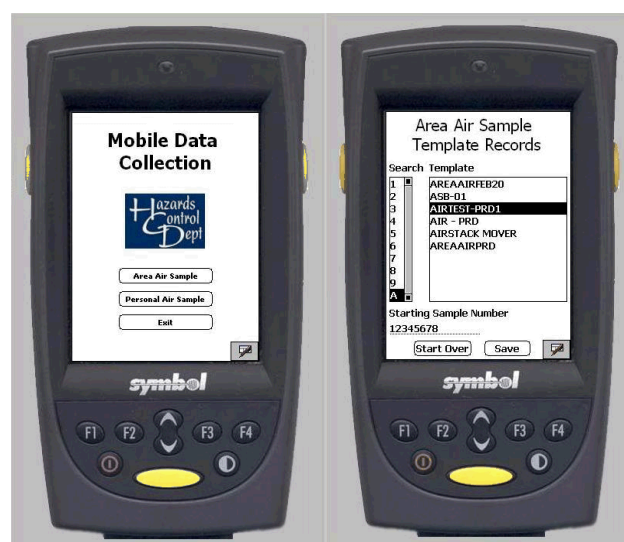 Mobile Data
Collection
Hazards
Control
Dept
Area Air Sample
Personal Air Sample
Exit
symbol
F1 F2 F3 F4
Area Air Sample
Template Records
Search Template
1 AREAAIRFEB20
2 ASB-01
3 AIRTEST-PRD1
4 AIR - PRD
5 AIRSTACK MOVER
6 AREAAIRPRD
7
8
9
A
Starting Sample Number
12345678
Start Over Save
symbol
F1 F2 F3 F4